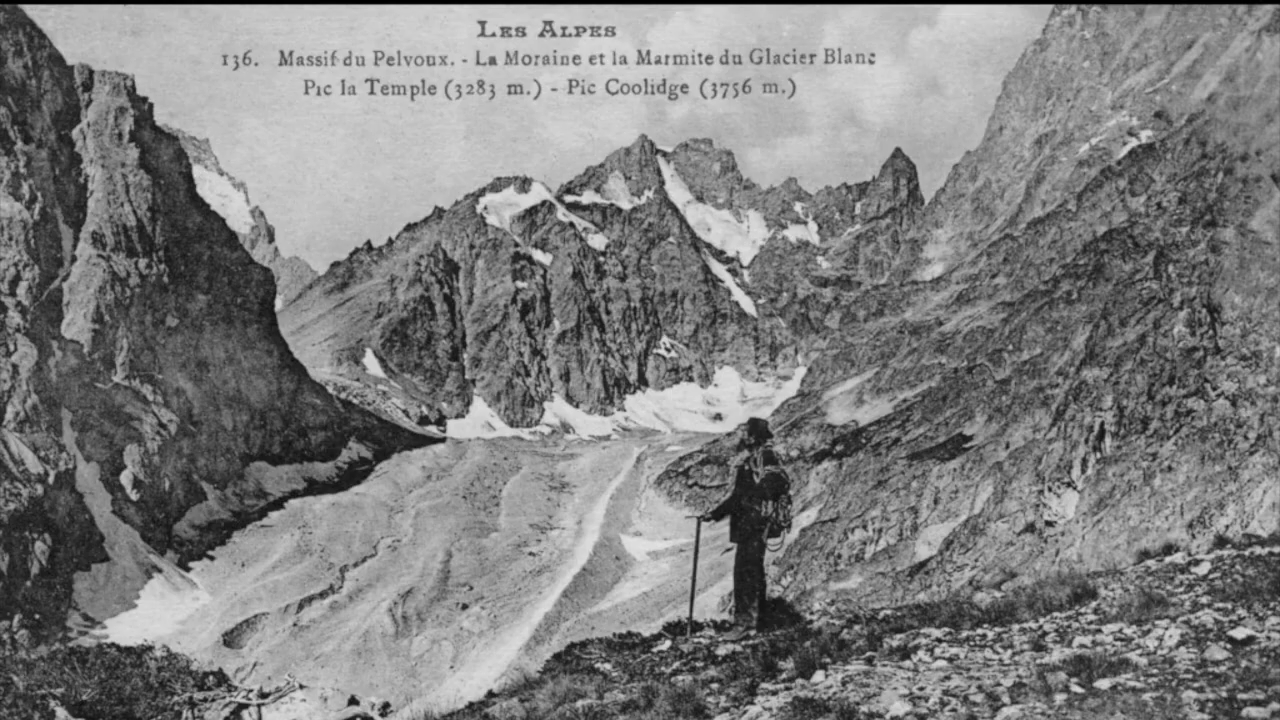 LES ALPES
136. Massif du Pelvoux. - La Moraine et la Marmite du Glacier Blanc
Pic la Temple (3283 m.) - Pic Coolidge (3756 m.)